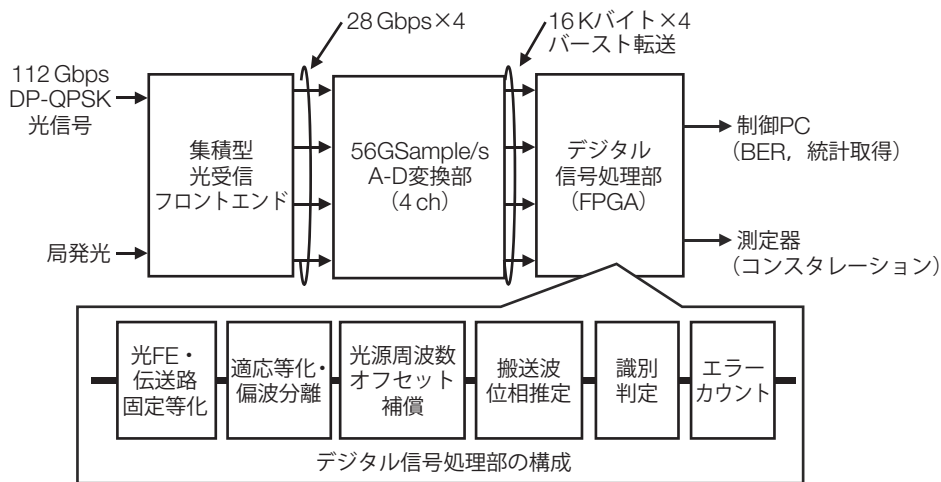 28 Gbps×4
16 Kバイト×4
バースト転送
112 Gbps
DP-QPSK
光信号
局発光
集積型
光受信
フロントエンド
56GSample/s
A-D変換部
（4 ch）
デジタル
信号処理部
（FPGA）
制御PC
（BER，統計取得）
測定器
（コンスタレーション）
光FE・
伝送路
固定等化
適応等化・
偏波分離
光源周波数
オフセット
補償
搬送波
位相推定
識別
判定
エラー
カウント
デジタル信号処理部の構成